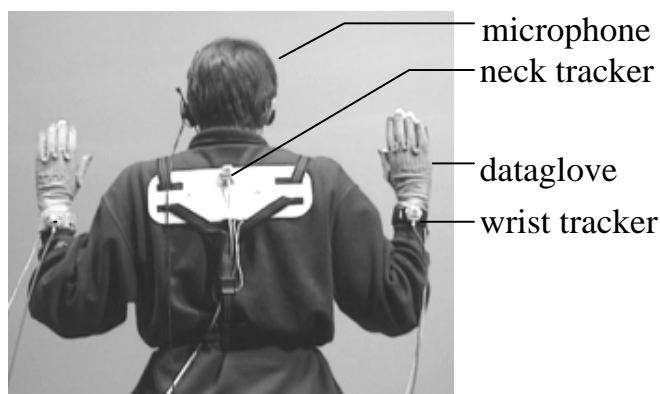 microphone
neck tracker
dataglove
wrist tracker